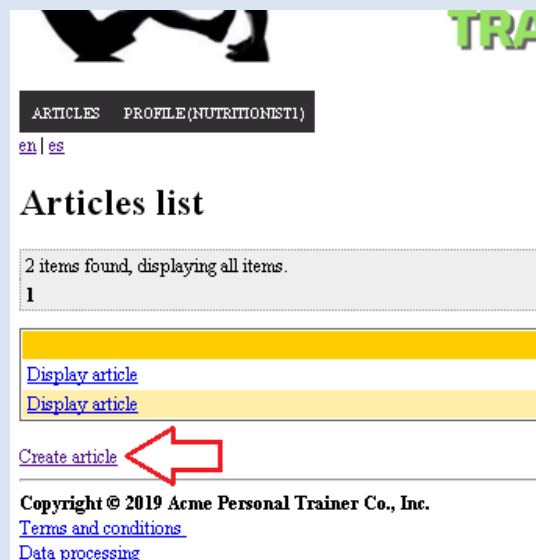 TRA
ARTICLES PROFILE(NUTRITIONIST1)
en | es
Articles list
2 items found, displaying all items.
1
Display article
Display article
Create article
Copyright © 2019 Acme Personal Trainer Co., Inc.
Terms and conditions
Data processing